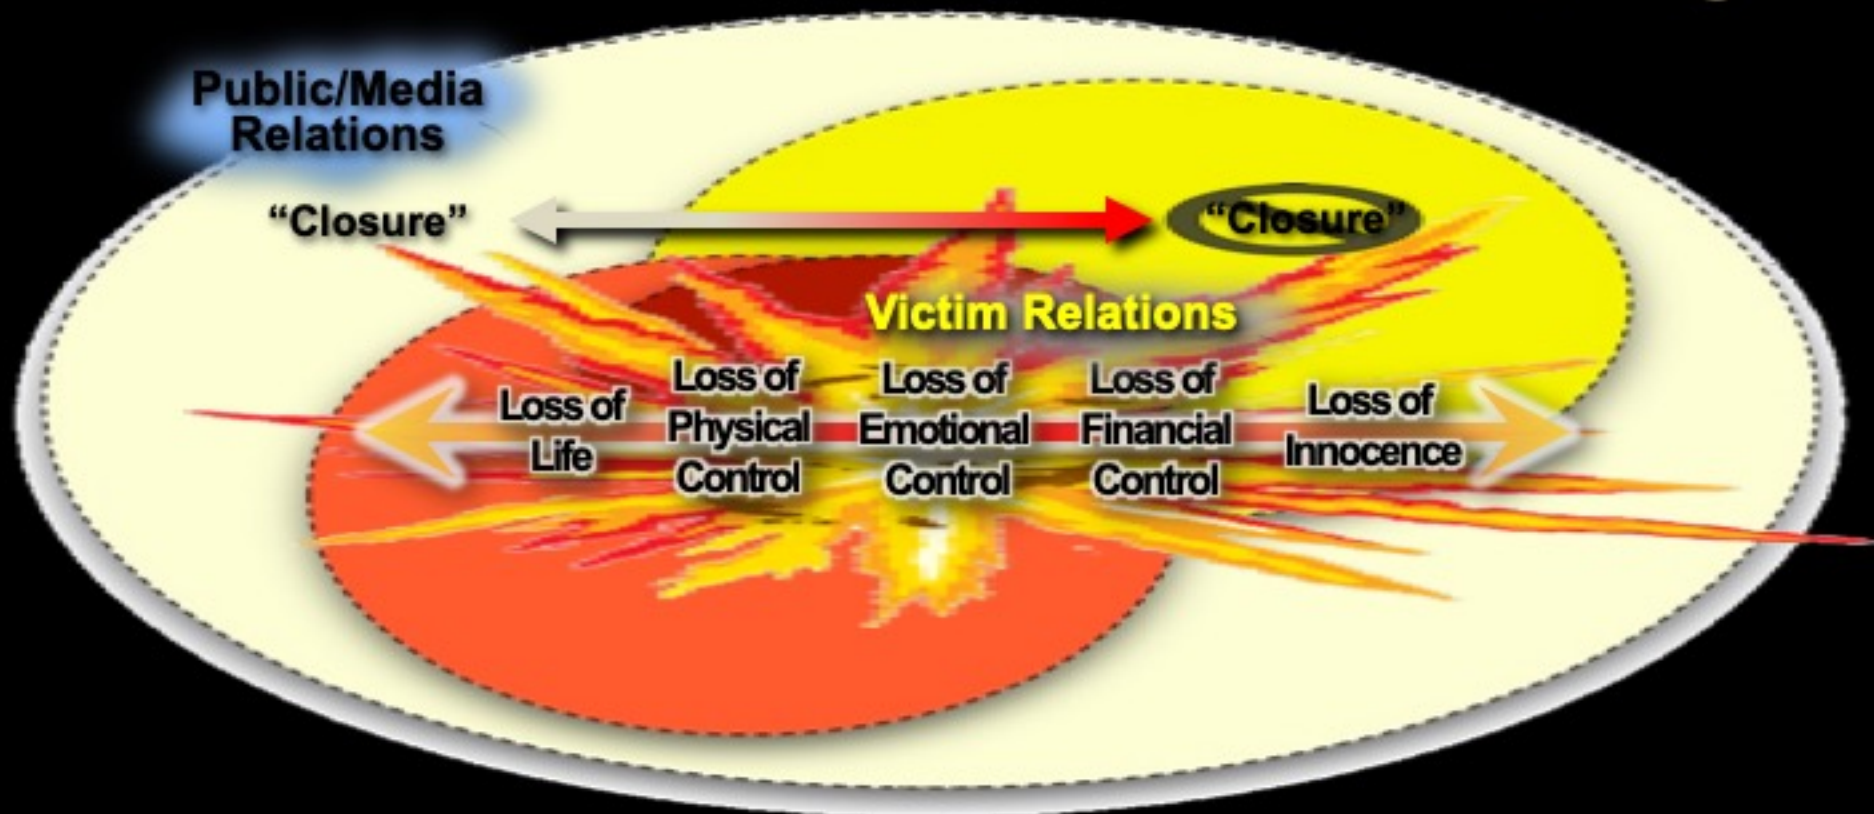 Public/Media
Relations
“Closure”
“Closure”
Victim Relations
Loss of
Life
Loss of
Physical
Control
Loss of
Emotional
Control
Loss of
Financial
Control
Loss of
Innocence